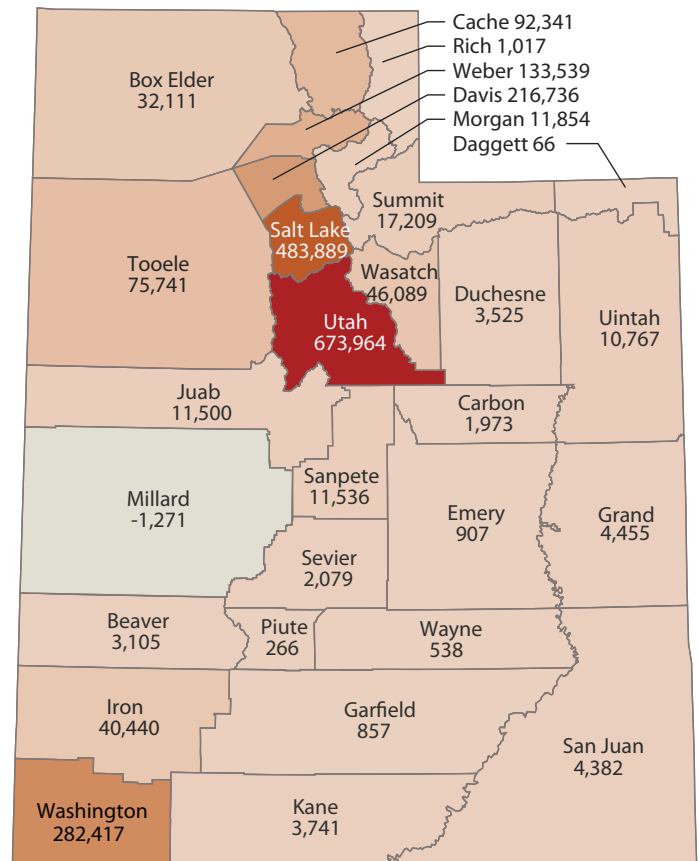 Cache 92,341
Rich 1,017
Weber 133,539
Davis 216,736
Morgan 11,854
Daggett 66
Box Elder
32,111
Summit
17,209
Salt Lake
483,889
Tooele
75,741
Wasatch
46,089
Duchesne
3,525
Uintah
10,767
Utah
673,964
Juab
11,500
Carbon
1,973
Sanpete
11,536
Millard
-1,271
Emery
907
Grand
4,455
Sevier
2,079
Beaver
3,105
Piute
266
Wayne
538
Iron
40,440
Garfield
857
San Juan
4,382
Washington
282,417
Kane
3,741